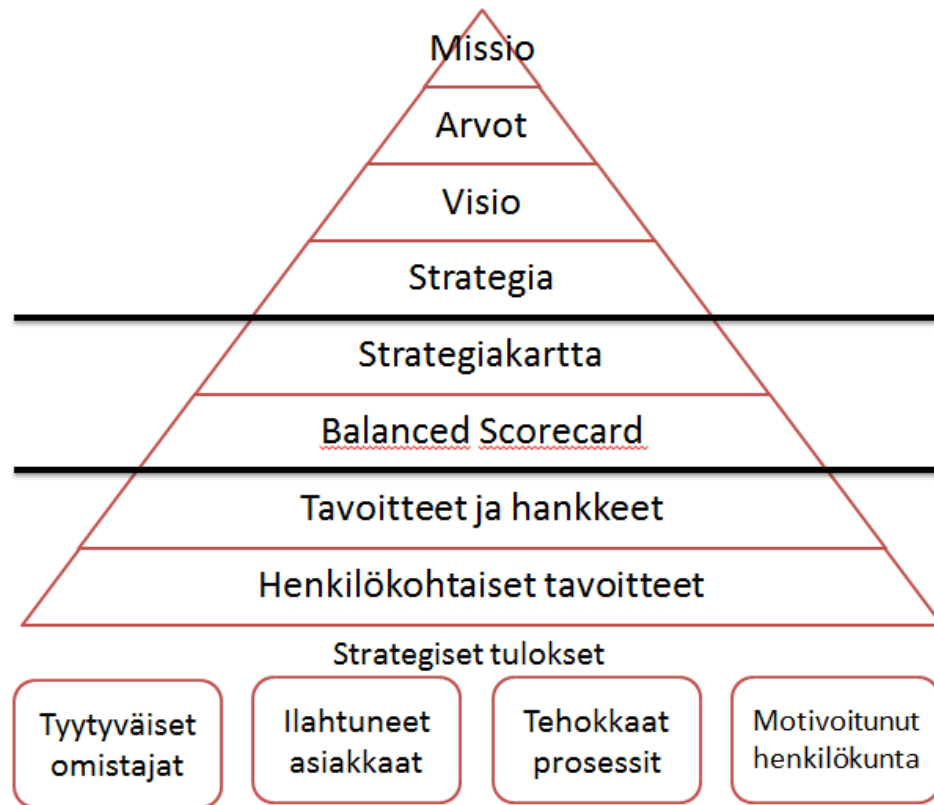 Missio
Arvot
Visio
Strategia
Strategiakartta
Balanced Scorecard
Tavoitteet ja hankkeet
Henkilökohtaiset tavoitteet
Strategiset tulokset
Tyytyväiset
omistajat
Ilahtuneet
asiakkaat
Tehokkaat
prosessit
Motivoitunut
henkilökunta